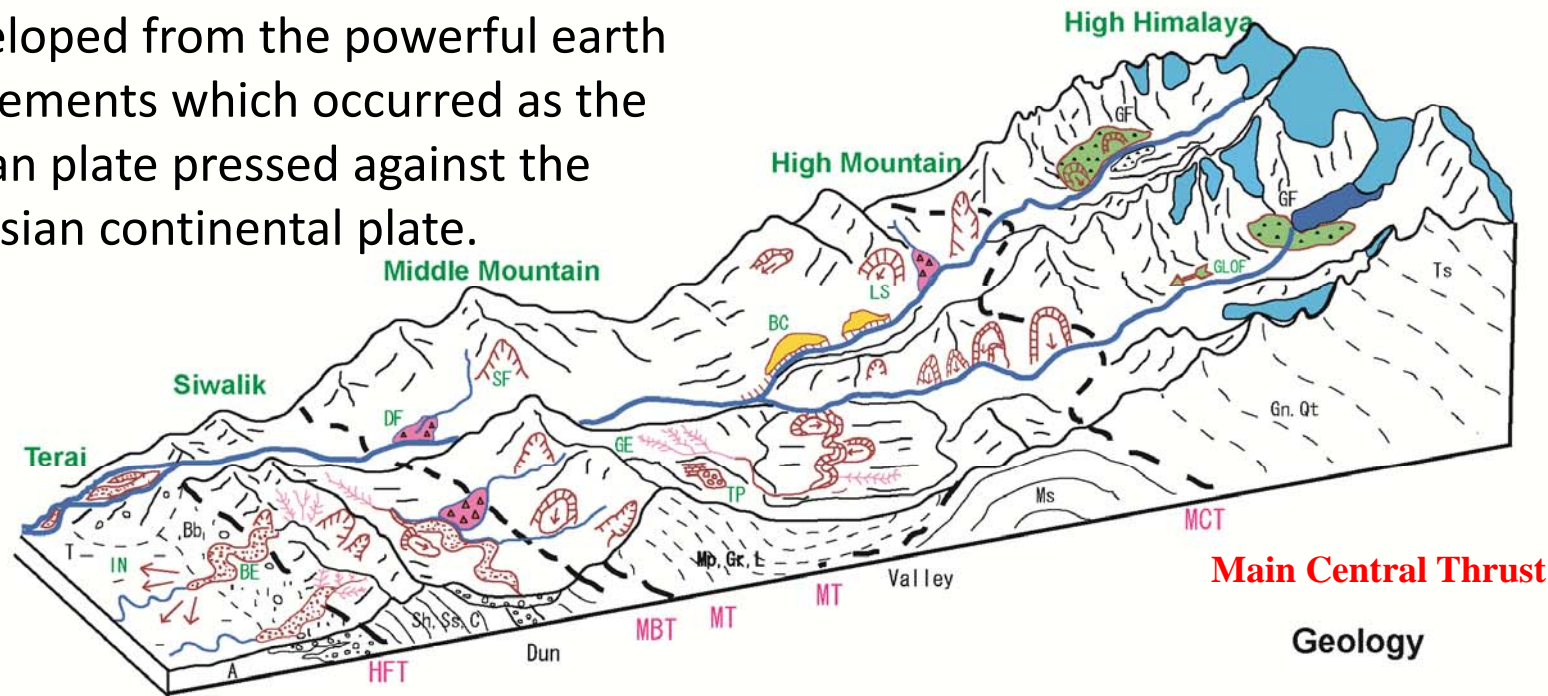 eloped from the powerful earth
ements which occurred as the
an plate pressed against the
sian continental plate.
High Himalaya
High Mountain
Middle Mountain
Siwalik
Terai
GF
GF
GLOF
Ts
LS
BC
SF
DF
GE
TP
Gn. Qt
Ms
MCT
Main Central Thrust
Geology
Bb
T
IN
BE
Mp, Gr, L
Valley
MT
MT
MBT
Sh, Ss, C
Dun
HFT
A